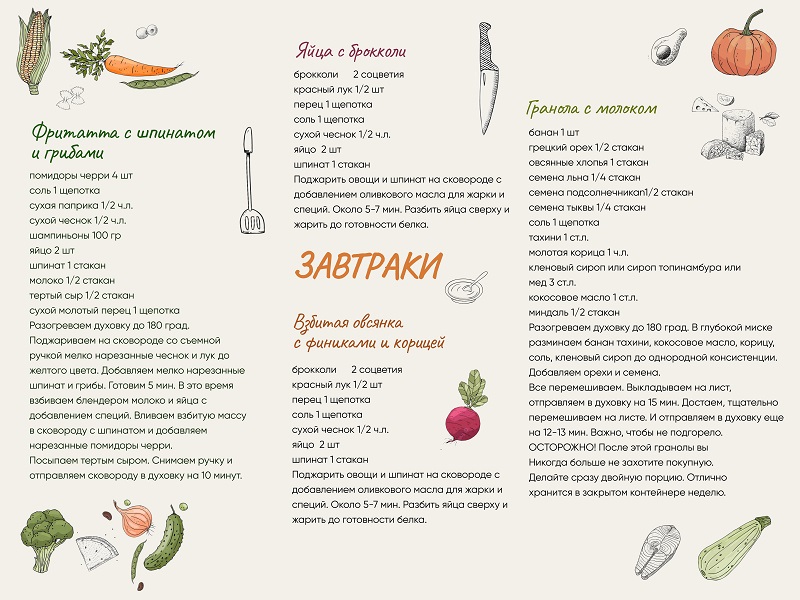 Фритатта с шпинатом
и грибами
помидоры черри 4 шт
соль 1 щепотка
сухая паприка 1/2 ч.л.
сухой чеснок 1/2 ч.л.
шампиньоны 100 гр
яйцо 2 шт
шпинат 1 стакан
молоко 1/2 стакан
тертый сыр 1/2 стакан
сухой молотый перец 1 щепотка
Разогреваем духовку до 180 град.
Поджариваем на сковороде со съемной
ручкой мелко нарезанные чеснок и лук до
желтого цвета. Добавляем мелко нарезанные
шпинат и грибы. Готовим 5 мин. В это время
взбиваем блендером молоко и яйца с
добавлением специй. Вливаем взбитую массу
в сковороду с шпинатом и добавляем
нарезанные помидоры черри.
Посыпаем тертым сыром. Снимаем ручку и
отправляем сковороду в духовку на 10 минут.
Яйца с брокколи
брокколи 2 соцветия
красный лук 1/2 шт
перец 1 щепотка
соль 1 щепотка
сухой чеснок 1/2 ч.л.
яйцо 2 шт
шпинат 1 стакан
Поджарить овощи и шпинат на сковороде с
добавлением оливкового масла для жарки и
специй. Около 5-7 мин. Разбить яйца сверху и
жарить до готовности белка.
ЗАВТРАКИ
Взбитая овсянка
с финиками и корицей
брокколи 2 соцветия
красный лук 1/2 шт
перец 1 щепотка
соль 1 щепотка
сухой чеснок 1/2 ч.л.
яйцо 2 шт
шпинат 1 стакан
Поджарить овощи и шпинат на сковороде с
добавлением оливкового масла для жарки и
специй. Около 5-7 мин. Разбить яйца сверху и
жарить до готовности белка.
Гранола с молоком
банан 1 шт
грецкий орех 1/2 стакан
овсянные хлопья 1 стакан
семена льна 1/4 стакан
семена подсолнечникап1/2 стакан
семена тыквы 1/4 стакан
соль 1 щепотка
тахини 1 ст.л.
молотая корица 1 ч.л.
кленовый сироп или сироп топинамбура или
мед 3 ст.л.
кокосовое масло 1 ст.л.
миндаль 1/2 стакан
Разогреваем духовку до 180 град. В глубокой миске
разминаем банан тахини, кокосовое масло, корицу,
соль, кленовый сироп до однородной консистенции.
Добавляем орехи и семена.
Все перемешиваем. Выкладываем на лист,
отправляем в духовку на 15 мин. Достаем, тщательно
перемешиваем на листе. И отправляем в духовку еще
на 12-13 мин. Важно, чтобы не подгорело.
ОСТОРОЖНО! После этой гранолы вы
Никогда больше не захотите покупную.
Делайте сразу двойную порцию. Отлично
хранится в закрытом контейнере неделю.